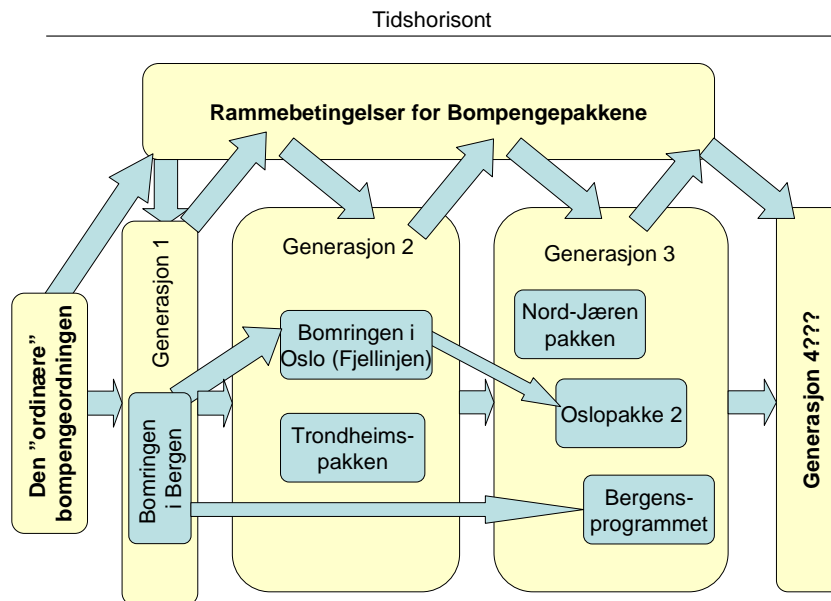 Tidshorisont
Rammebetingelser for Bompengepakkene
Den ”ordinære”
bompengeordningen
Generasjon 1
Bomringen
i Bergen
Generasjon 2
Bomringen i
Oslo (Fjellinjen)
Trondheims-
pakken
Generasjon 3
Nord-Jæren
pakken
Oslopakke 2
Bergens-
programmet
Generasjon 4???